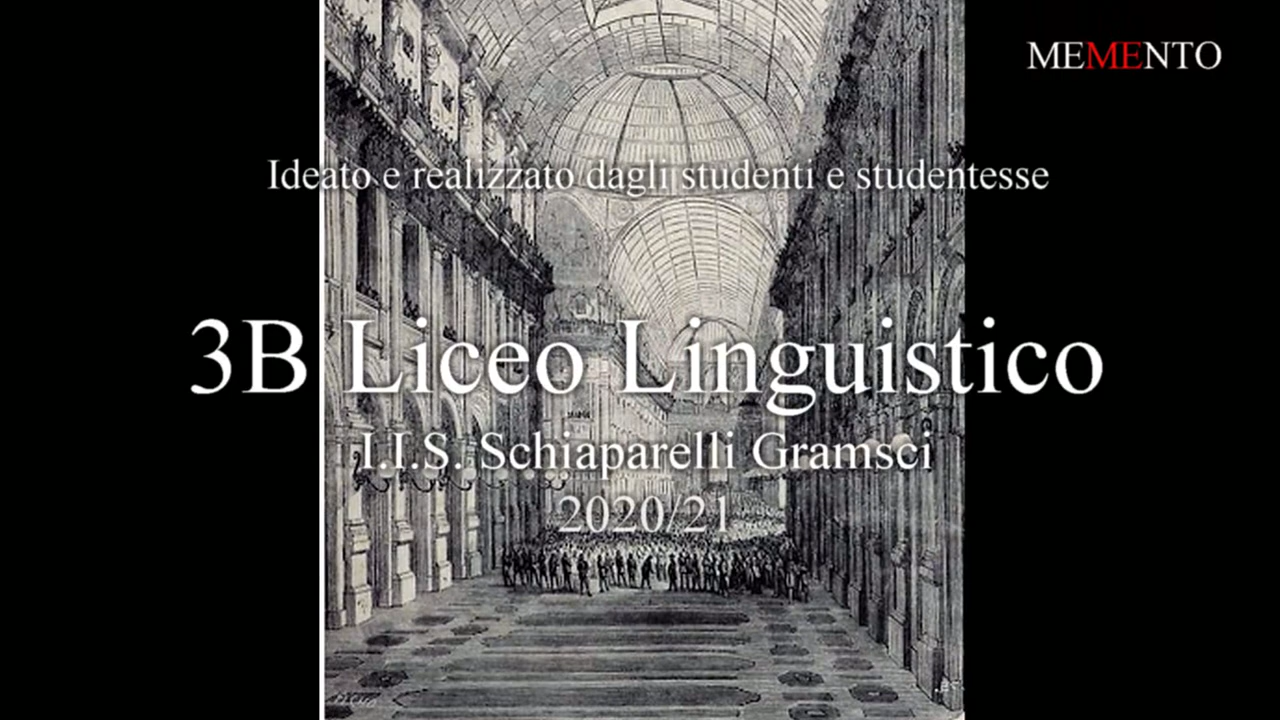 MEMENTO
Ideato e realizzato dagli studenti e studentesse
3B Liceo Linguistico
I.I.S. Schiaparelli Gramsci
2020/21